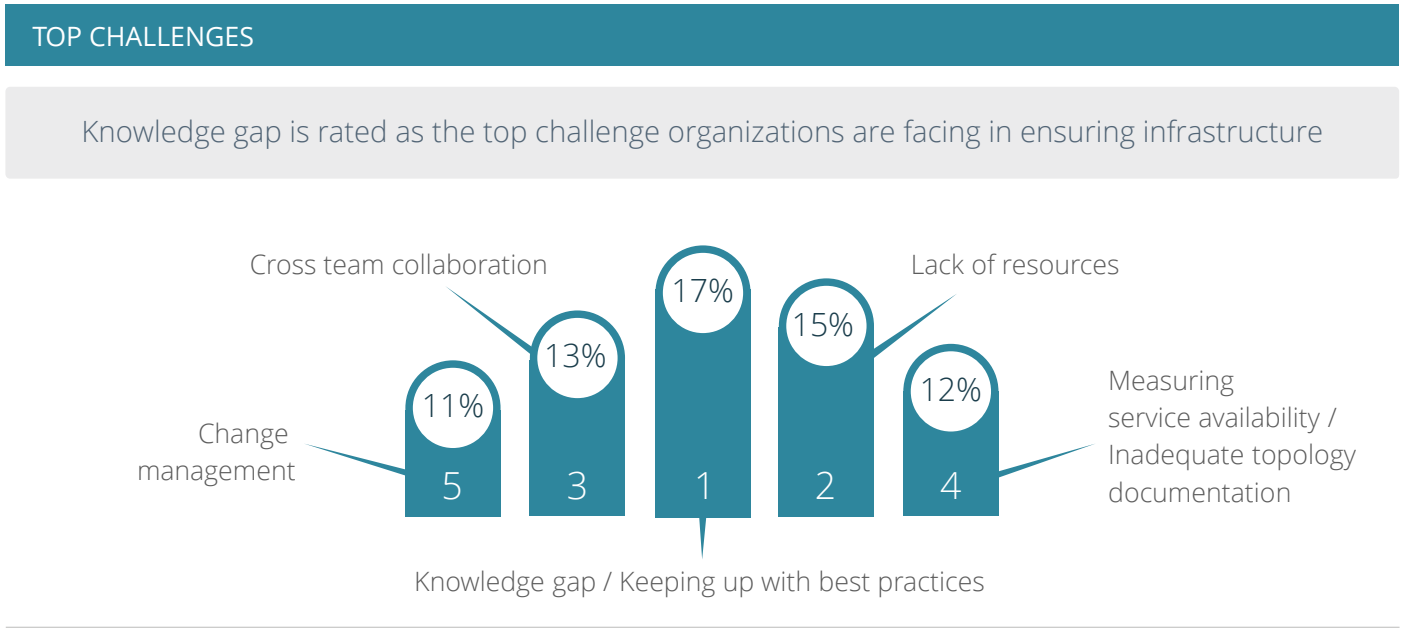 TOP CHALLENGES
Knowledge gap is rated as the top challenge organizations are facing in ensuring infrastructure
Cross team collaboration
Lack of resources
17%
15%
13%
12%
11%
Change
management
Measuring
service availability /
Inadequate topology
documentation
5
3
1
2
4
Knowledge gap / Keeping up with best practices